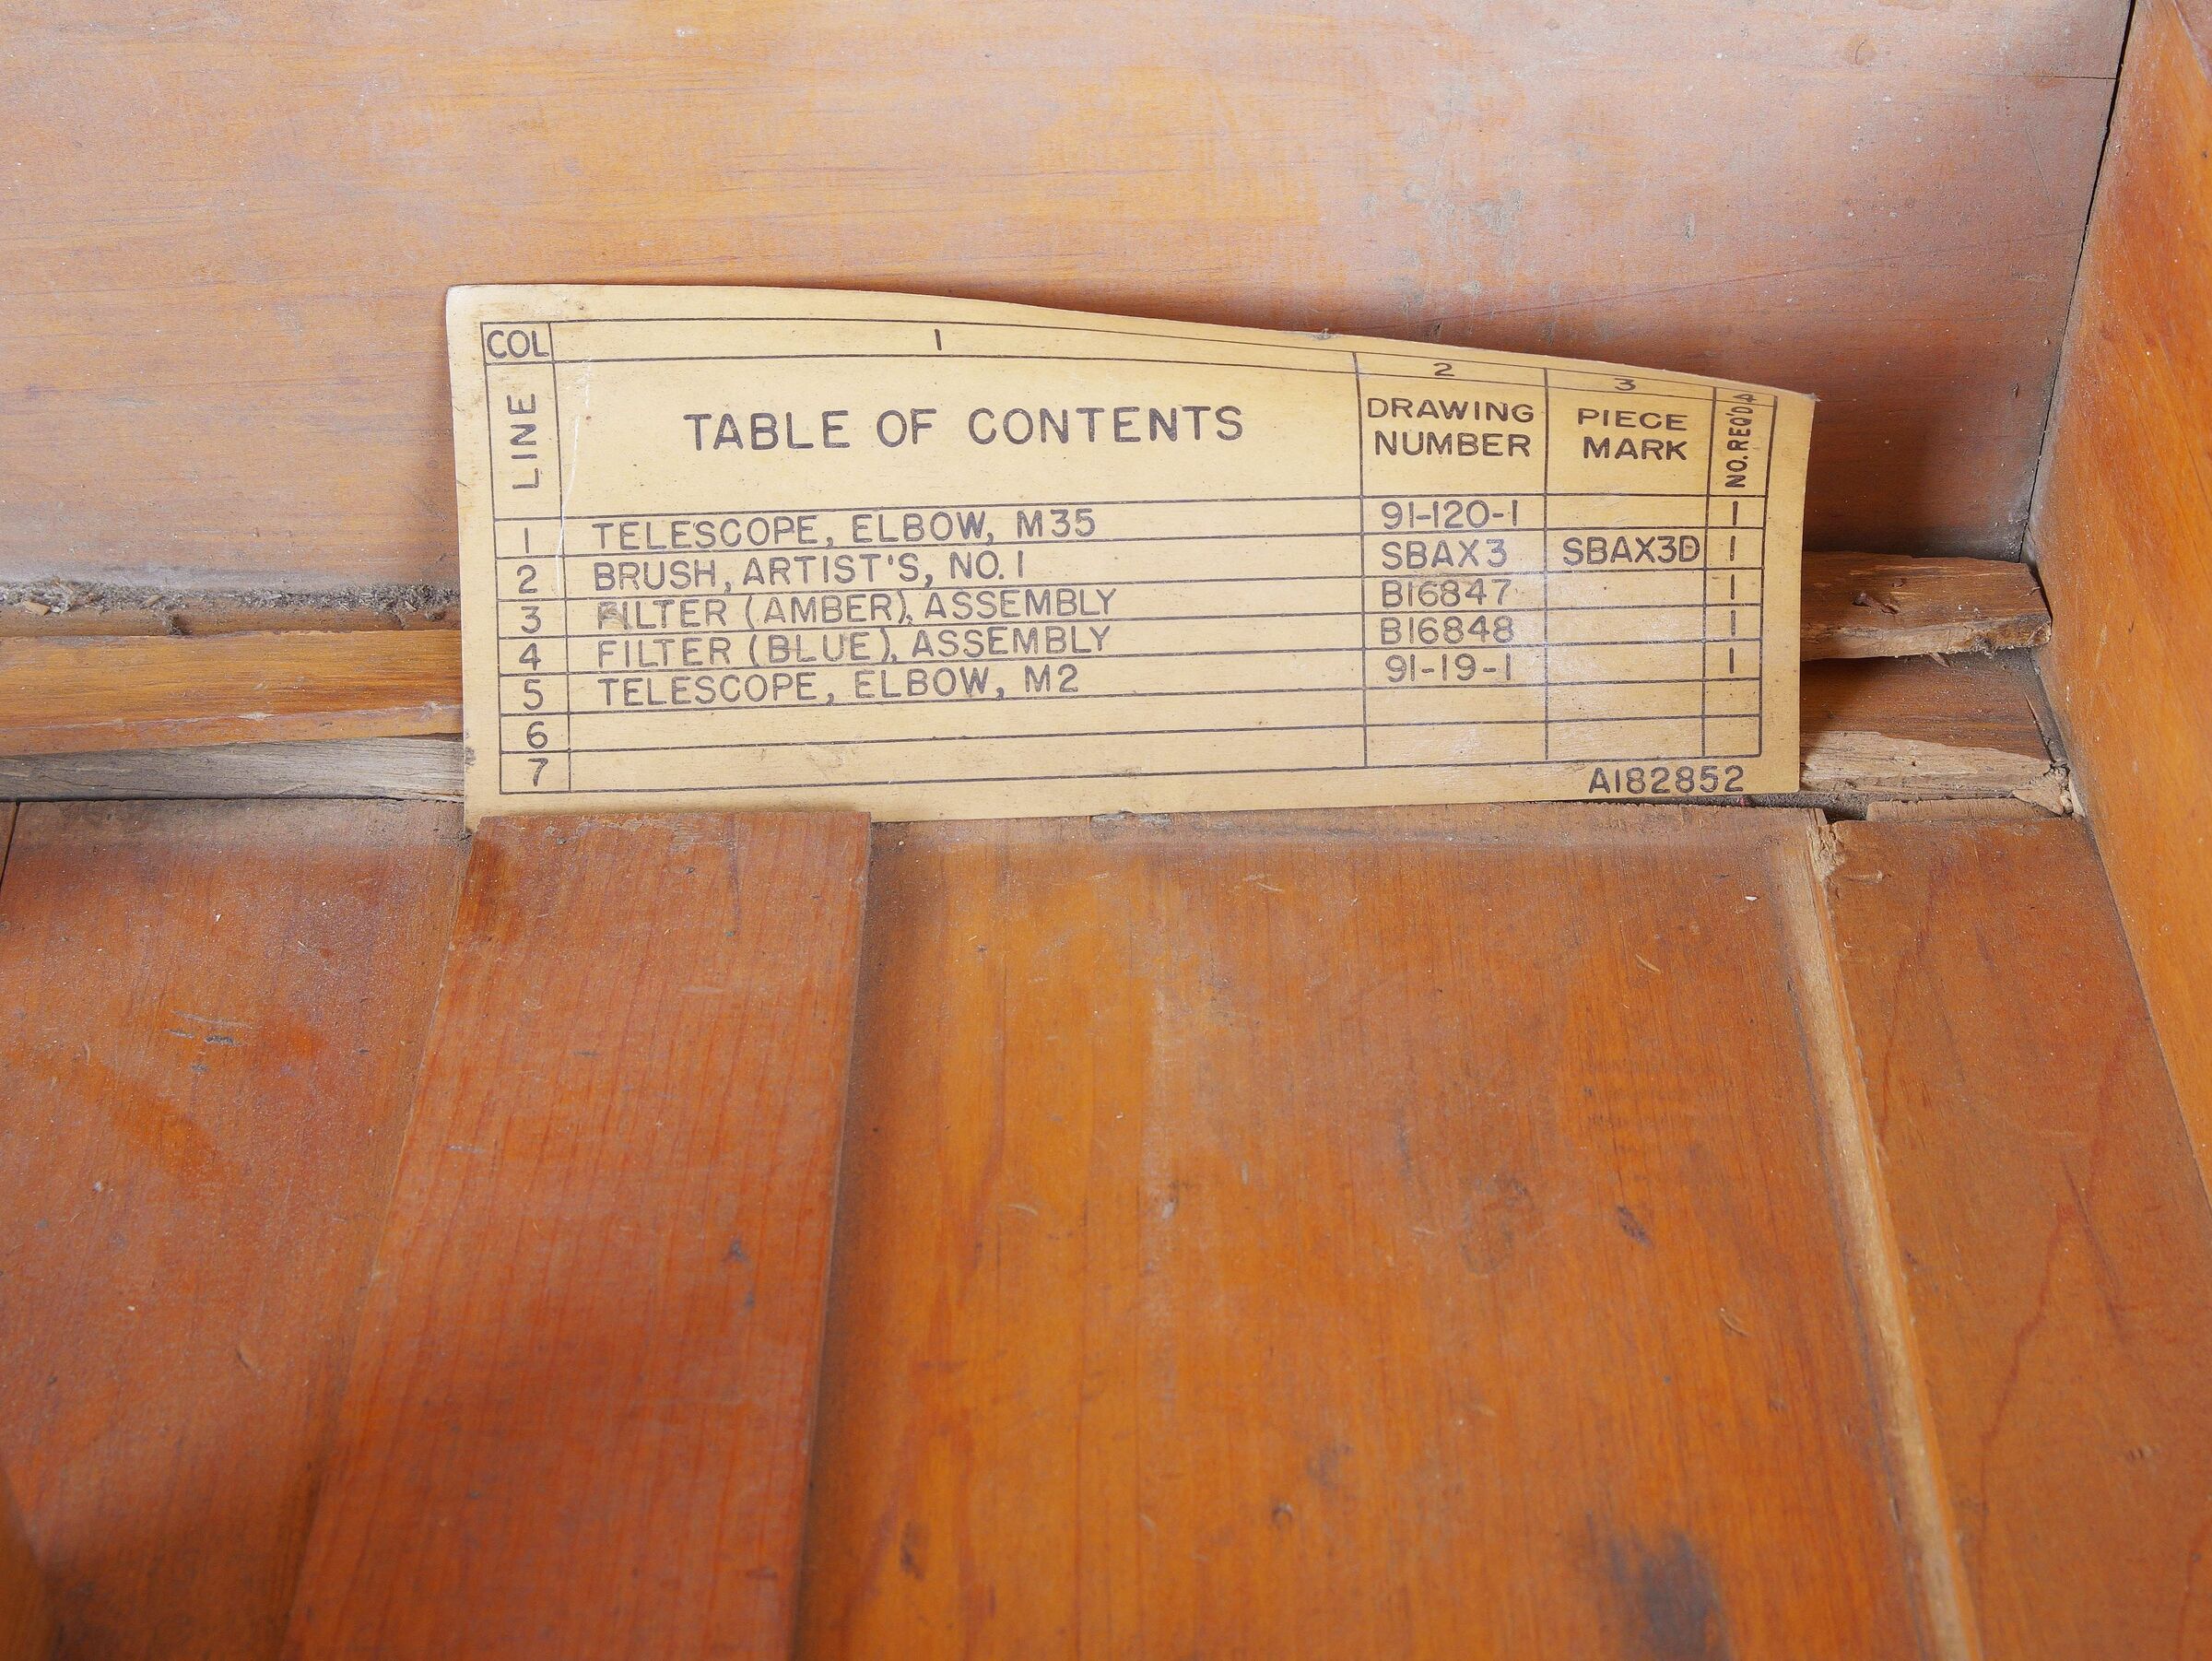 COL 1 2 3 4
LINE TABLE OF CONTENTS DRAWING NUMBER PIECE MARK NO. REQ'D
1 TELESCOPE, ELBOW, M35 91-120-1 1
2 BRUSH, ARTIST'S, NO. 1 SBAX3 SBAX3D 1
3 FILTER (AMBER), ASSEMBLY B16847 1
4 FILTER (BLUE), ASSEMBLY B16848 1
5 TELESCOPE, ELBOW, M2 91-19-1 1
6
7
A182852